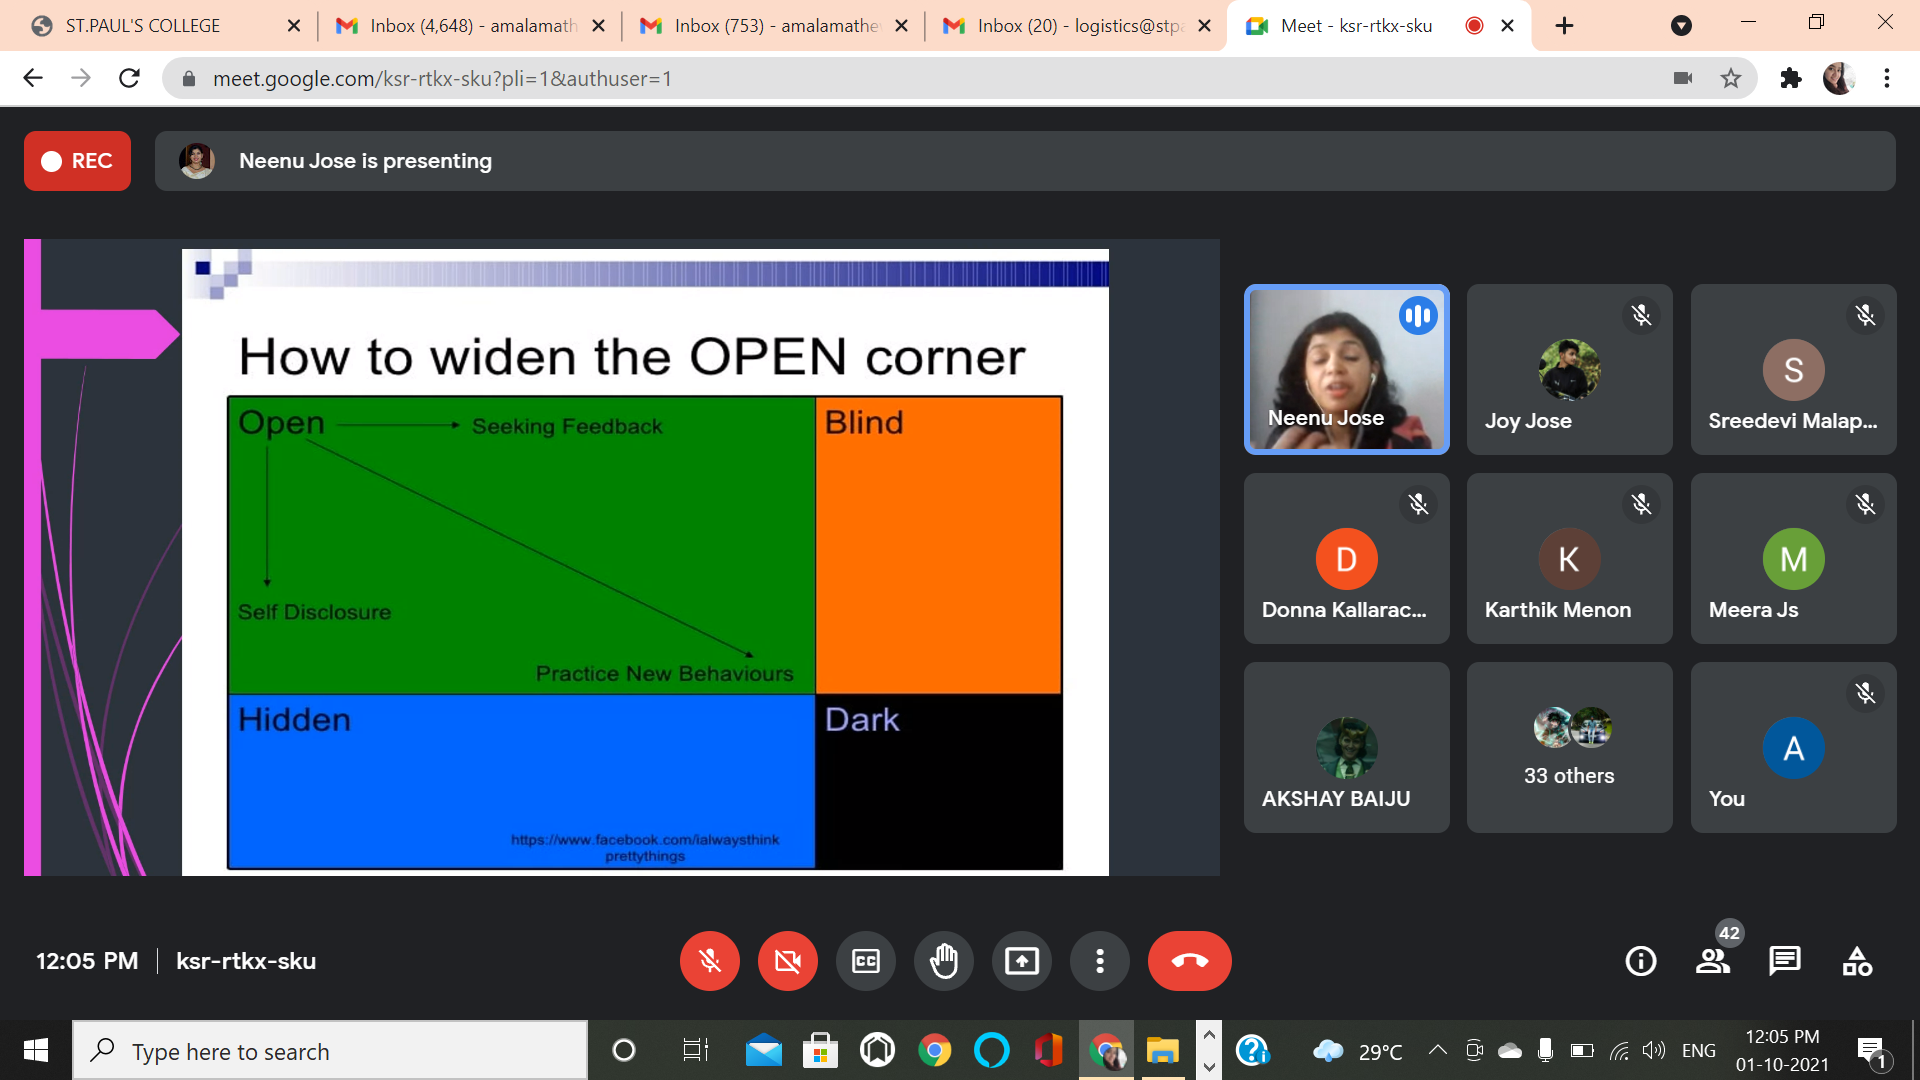 ST.PAUL'S COLLEGE
Inbox (4,648) - amalamath
Inbox (753) - amalamathe
Inbox (20) - logistics@stpa
Meet - ksr-rtkx-sku
meet.google.com/ksr-rtkx-sku?pli=1&authuser=1
REC
Neenu Jose is presenting
How to widen the OPEN corner
Open
Seeking Feedback
Blind
Self Disclosure
Practice New Behaviours
Hidden
Dark
https://www.facebook.com/ialwaysthink
prettythings
Neenu Jose
Joy Jose
S
Sreedevi Malap...
D
Donna Kallarac...
K
Karthik Menon
M
Meera Js
AKSHAY BAIJU
33 others
A
You
12:05 PM
ksr-rtkx-sku
CC
42
Type here to search
29°C
ENG
12:05 PM
01-10-2021
1